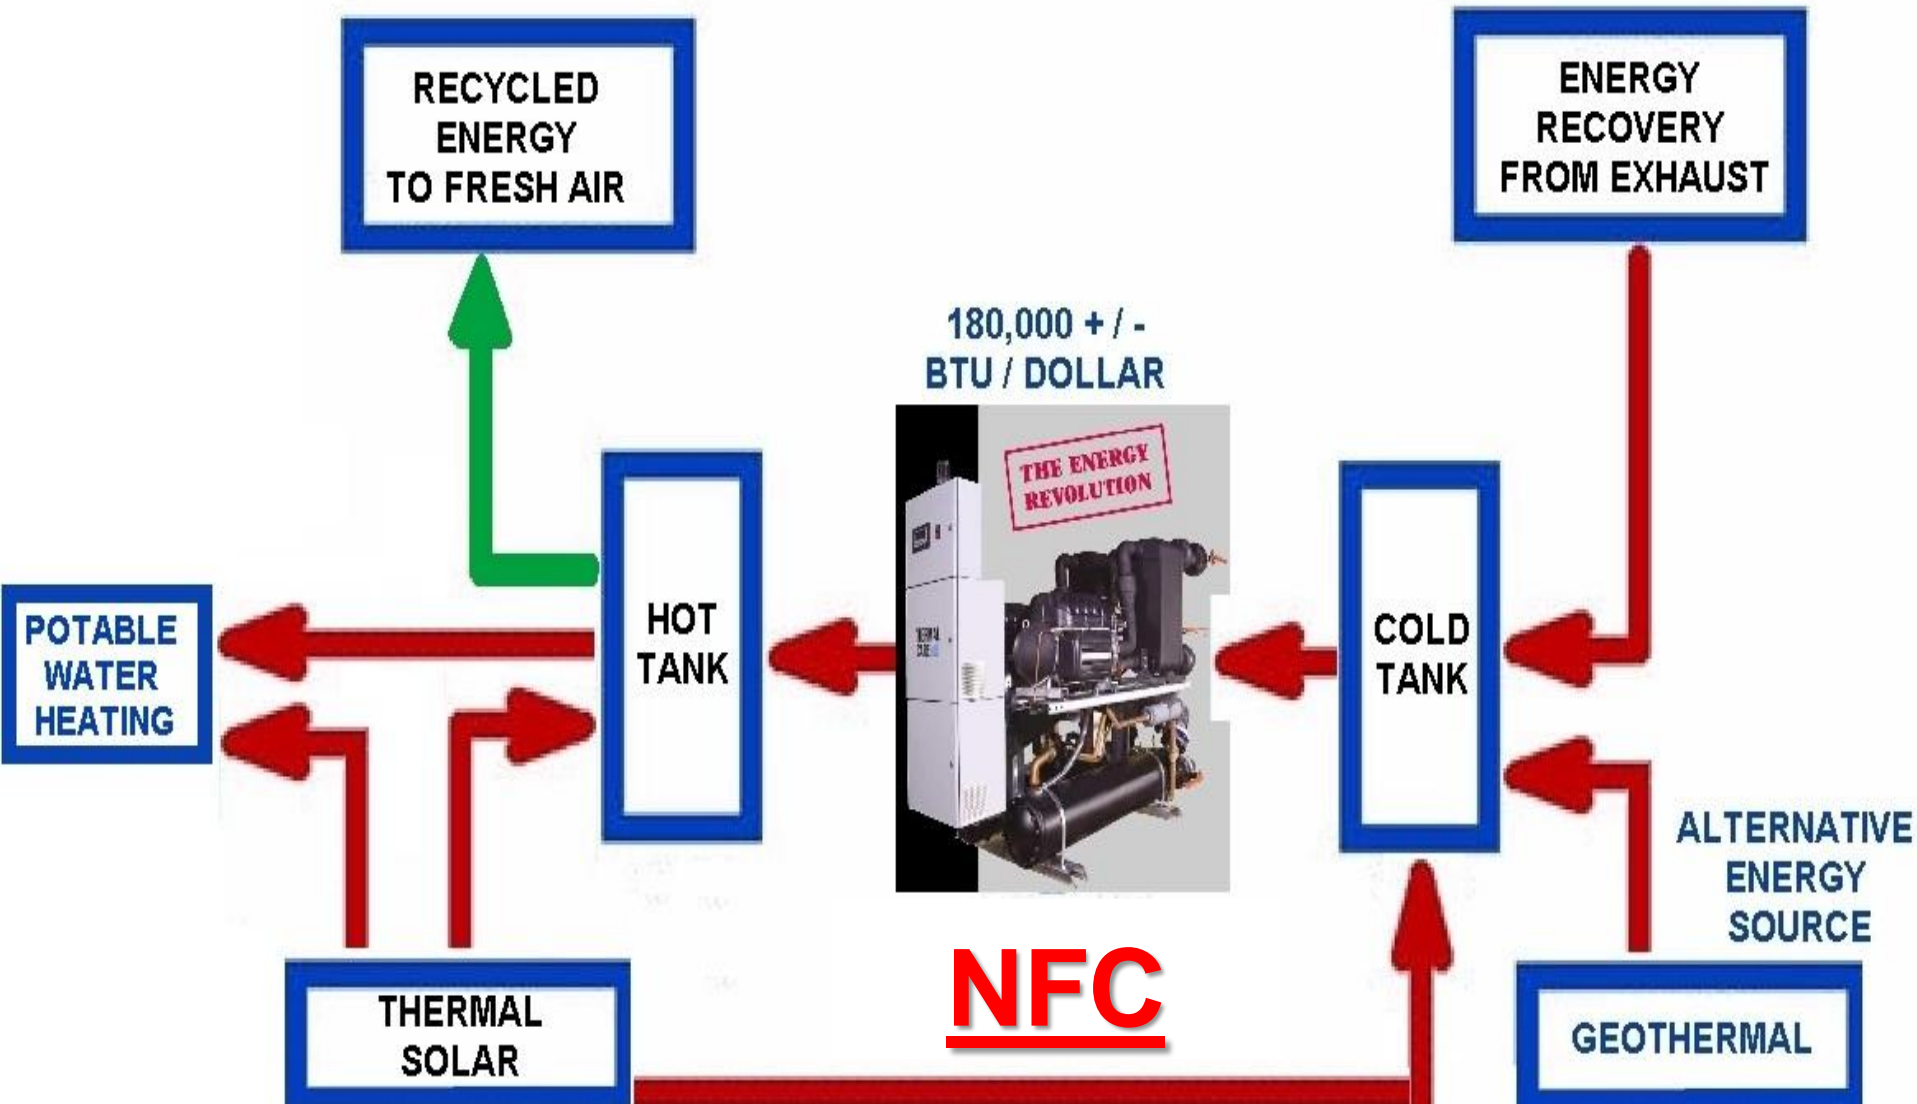 RECYCLED
ENERGY
TO FRESH AIR
ENERGY
RECOVERY
FROM EXHAUST
180,000 + / -
BTU / DOLLAR
THE ENERGY
REVOLUTION
POTABLE
WATER
HEATING
HOT
TANK
COLD
TANK
ALTERNATIVE
ENERGY
SOURCE
NFC
THERMAL
SOLAR
GEOTHERMAL